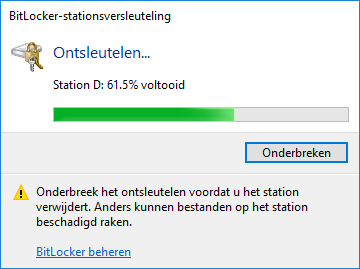 BitLocker-stationsversleuteling
Ontsleutelen...
Station D: 61.5% voltooid
Onderbreken
Onderbreek het ontsleutelen voordat u het station
verwijdert. Anders kunnen bestanden op het station
beschadigd raken.
BitLocker beheren